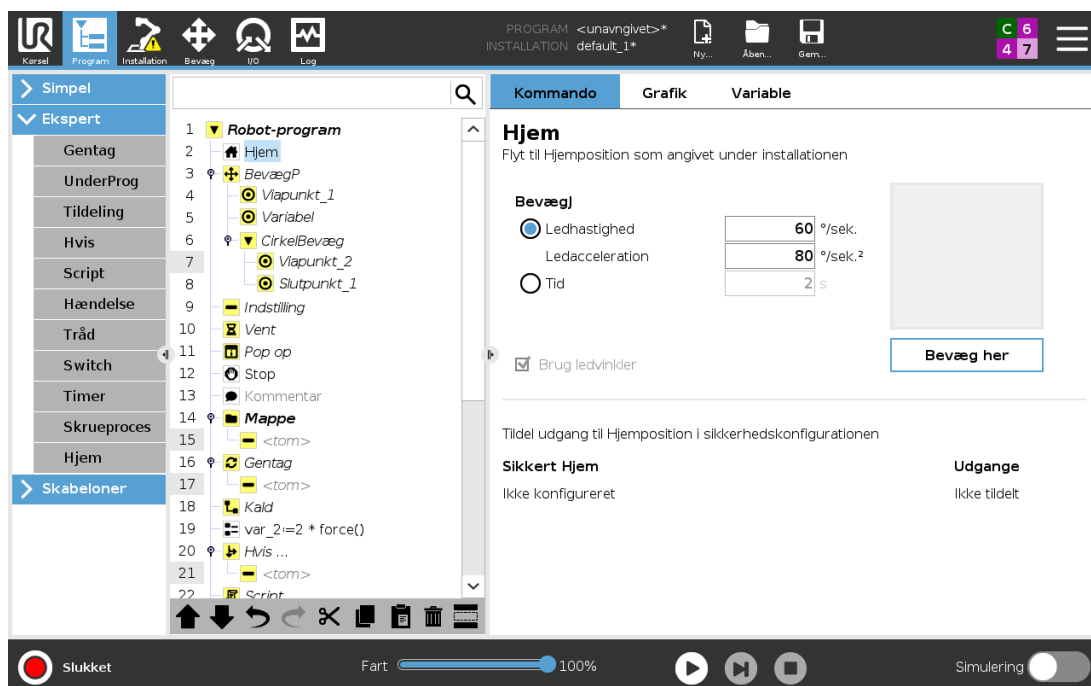 PROGRAM <unavngivet>*
INSTALLATION default_1*
Kørsel
Program
Installation
Bevæg
I/O
Log
Ny...
Åben...
Gem...
C 6
4 7
Simpel
Ekspert
Gentag
UnderProg
Tildeling
Hvis
Script
Hændelse
Tråd
Switch
Timer
Skrueproces
Hjem
Skabeloner
1 Robot-program
2 Hjem
3 BevægP
4 Viapunkt_1
5 Variabel
6 CirkelBevæg
7 Viapunkt_2
8 Slutpunkt_1
9 Indstilling
10 Vent
11 Pop op
12 Stop
13 Kommentar
14 Mappe
15 <tom>
16 Gentag
17 <tom>
18 Kald
19 var_2:=2 * force()
20 Hvis ...
21 <tom>
22 Script
Kommando Grafik Variable
Hjem
Flyt til Hjemposition som angivet under installationen
BevægJ
Ledhastighed 60 °/sek.
Ledacceleration 80 °/sek.²
Tid 2 s
Brug ledvinkler
Bevæg her
Tildel udgang til Hjemposition i sikkerhedskonfigurationen
Sikkert Hjem Udgange
Ikke konfigureret Ikke tildelt
Slukket
Fart 100%
Simulering